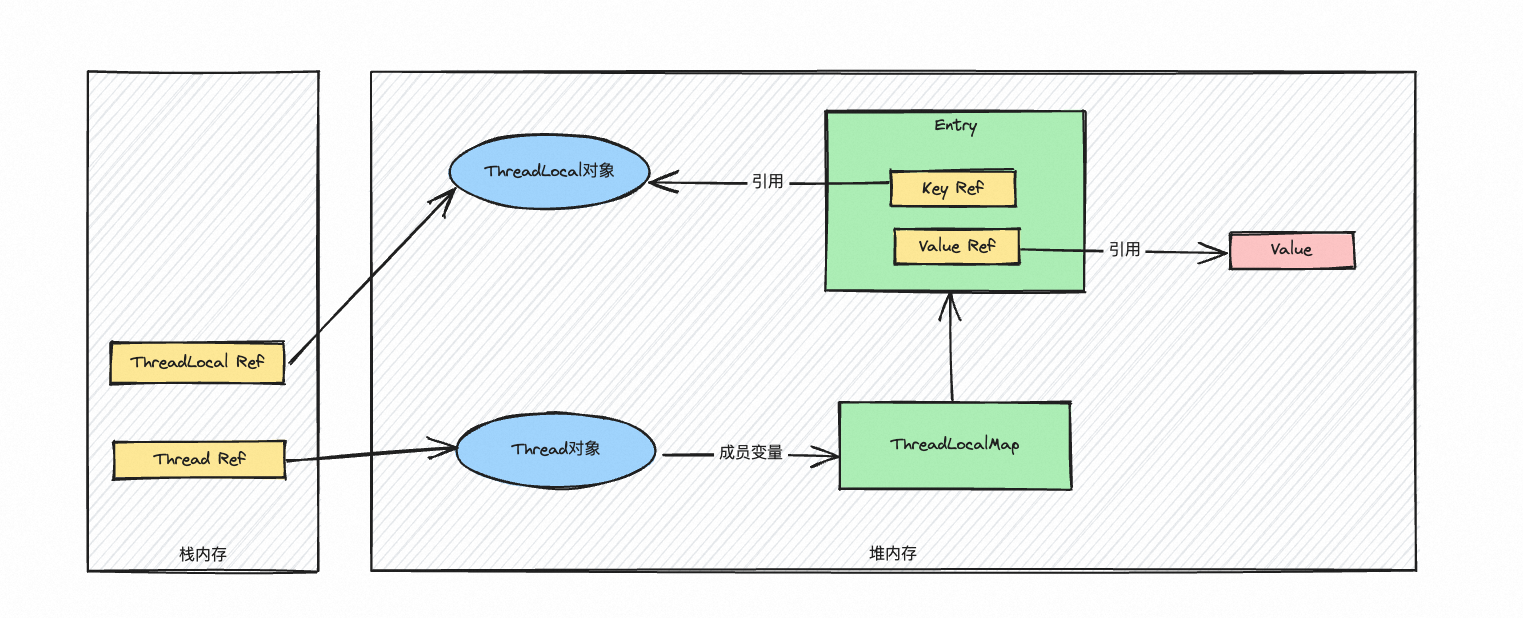 Entry
ThreadLocal对象
引用
Key Ref
Value Ref
引用
Value
ThreadLocal Ref
Thread Ref
Thread对象
成员变量
ThreadLocalMap
栈内存
堆内存